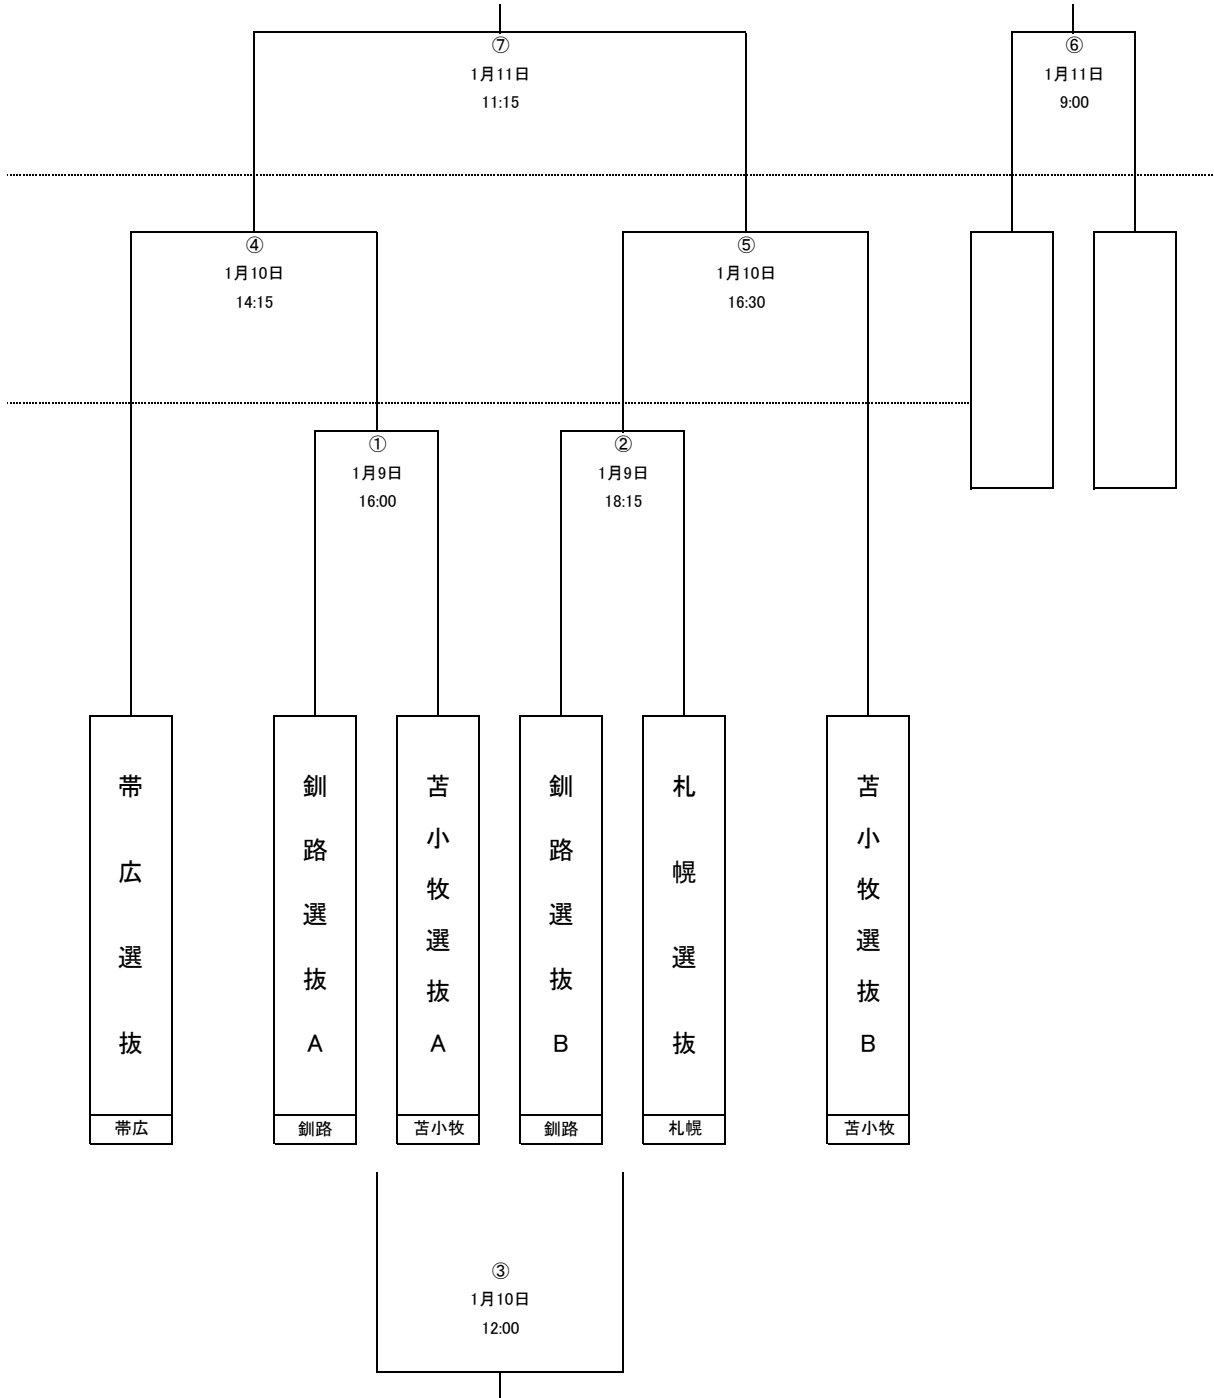 ⑦
1月11日
11:15
⑥
1月11日
9:00
④
1月10日
14:15
⑤
1月10日
16:30
①
1月9日
16:00
②
1月9日
18:15
帯広選抜
釧路選抜A
苫小牧選抜A
釧路選抜B
札幌選抜
苫小牧選抜B
帯広
釧路
苫小牧
釧路
札幌
苫小牧
③
1月10日
12:00